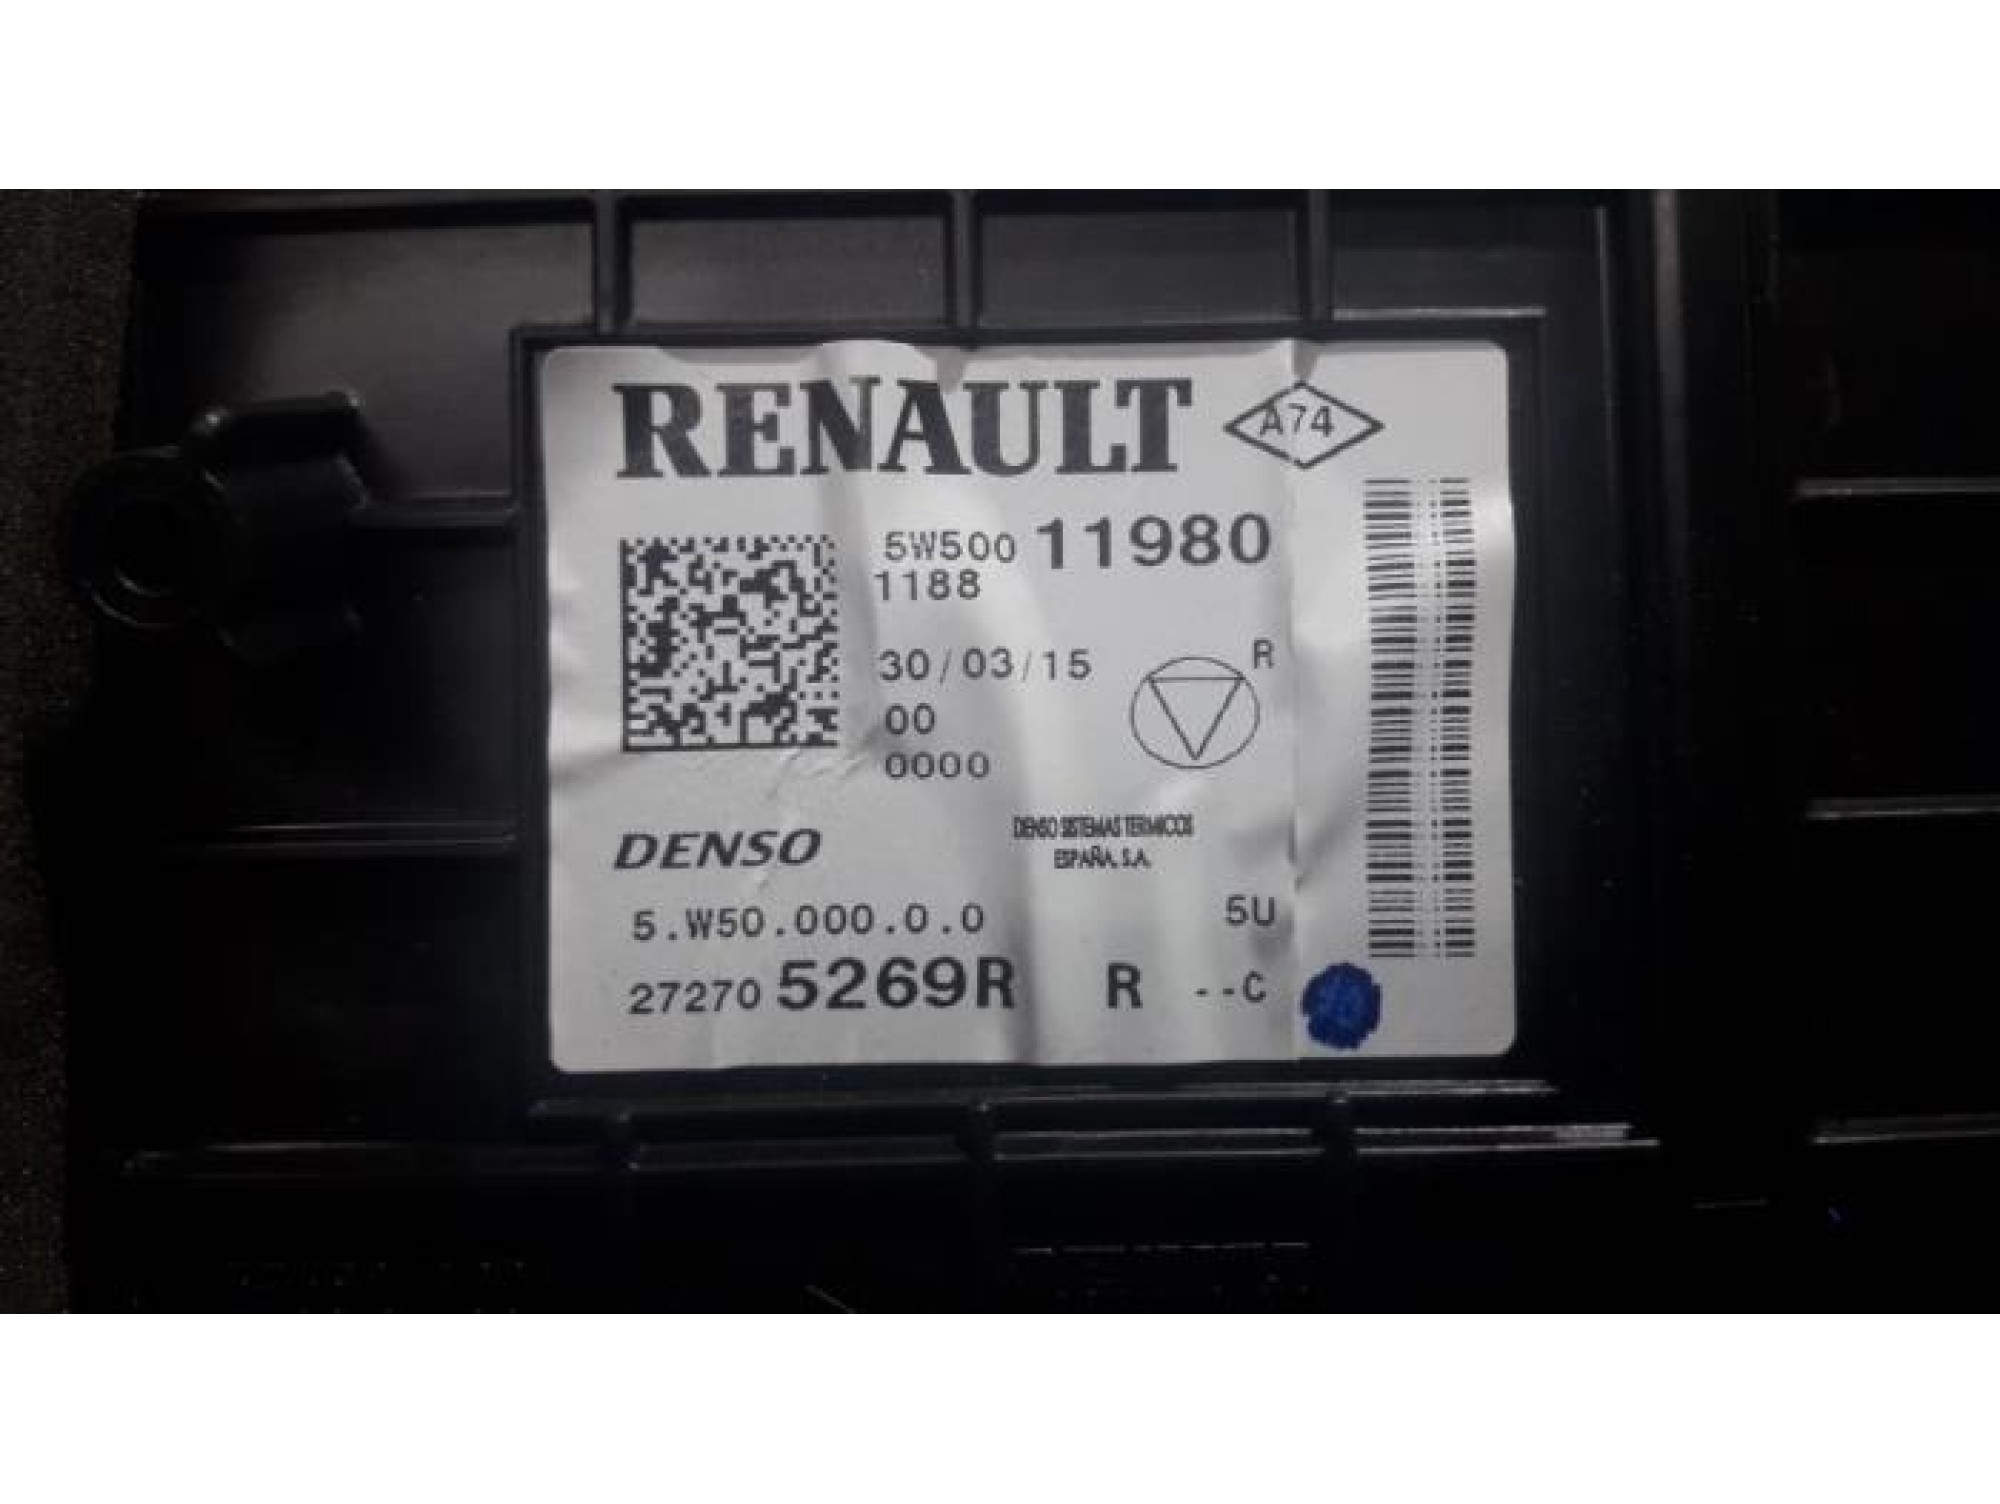 RENAULT A74
5W500 11980
1188
30/03/15
R
00
0000
DENSO
DENSO SISTEMAS TERMICOS
ESPAÑA, S.A.
5.W50.000.0.0 5U
27270 5269R R --C